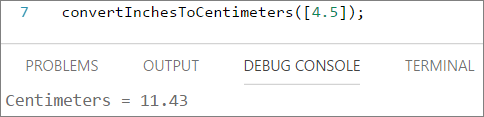 7 convertInchesToCentimeters([4.5]);
PROBLEMS OUTPUT DEBUG CONSOLE TERMINAL
Centimeters = 11.43